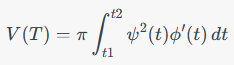 V(T) = π ∫_{t1}^{t2} ψ²(t)ϕ′(t) dt